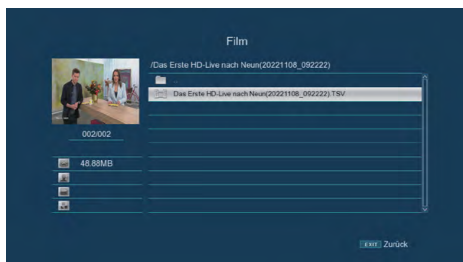 Film
/Das Erste HD-Live nach Neun(20221108_092222)
..
Das Erste HD-Live nach Neun(20221108_092222).TSV
002/002
48.88MB
EXIT Zurück